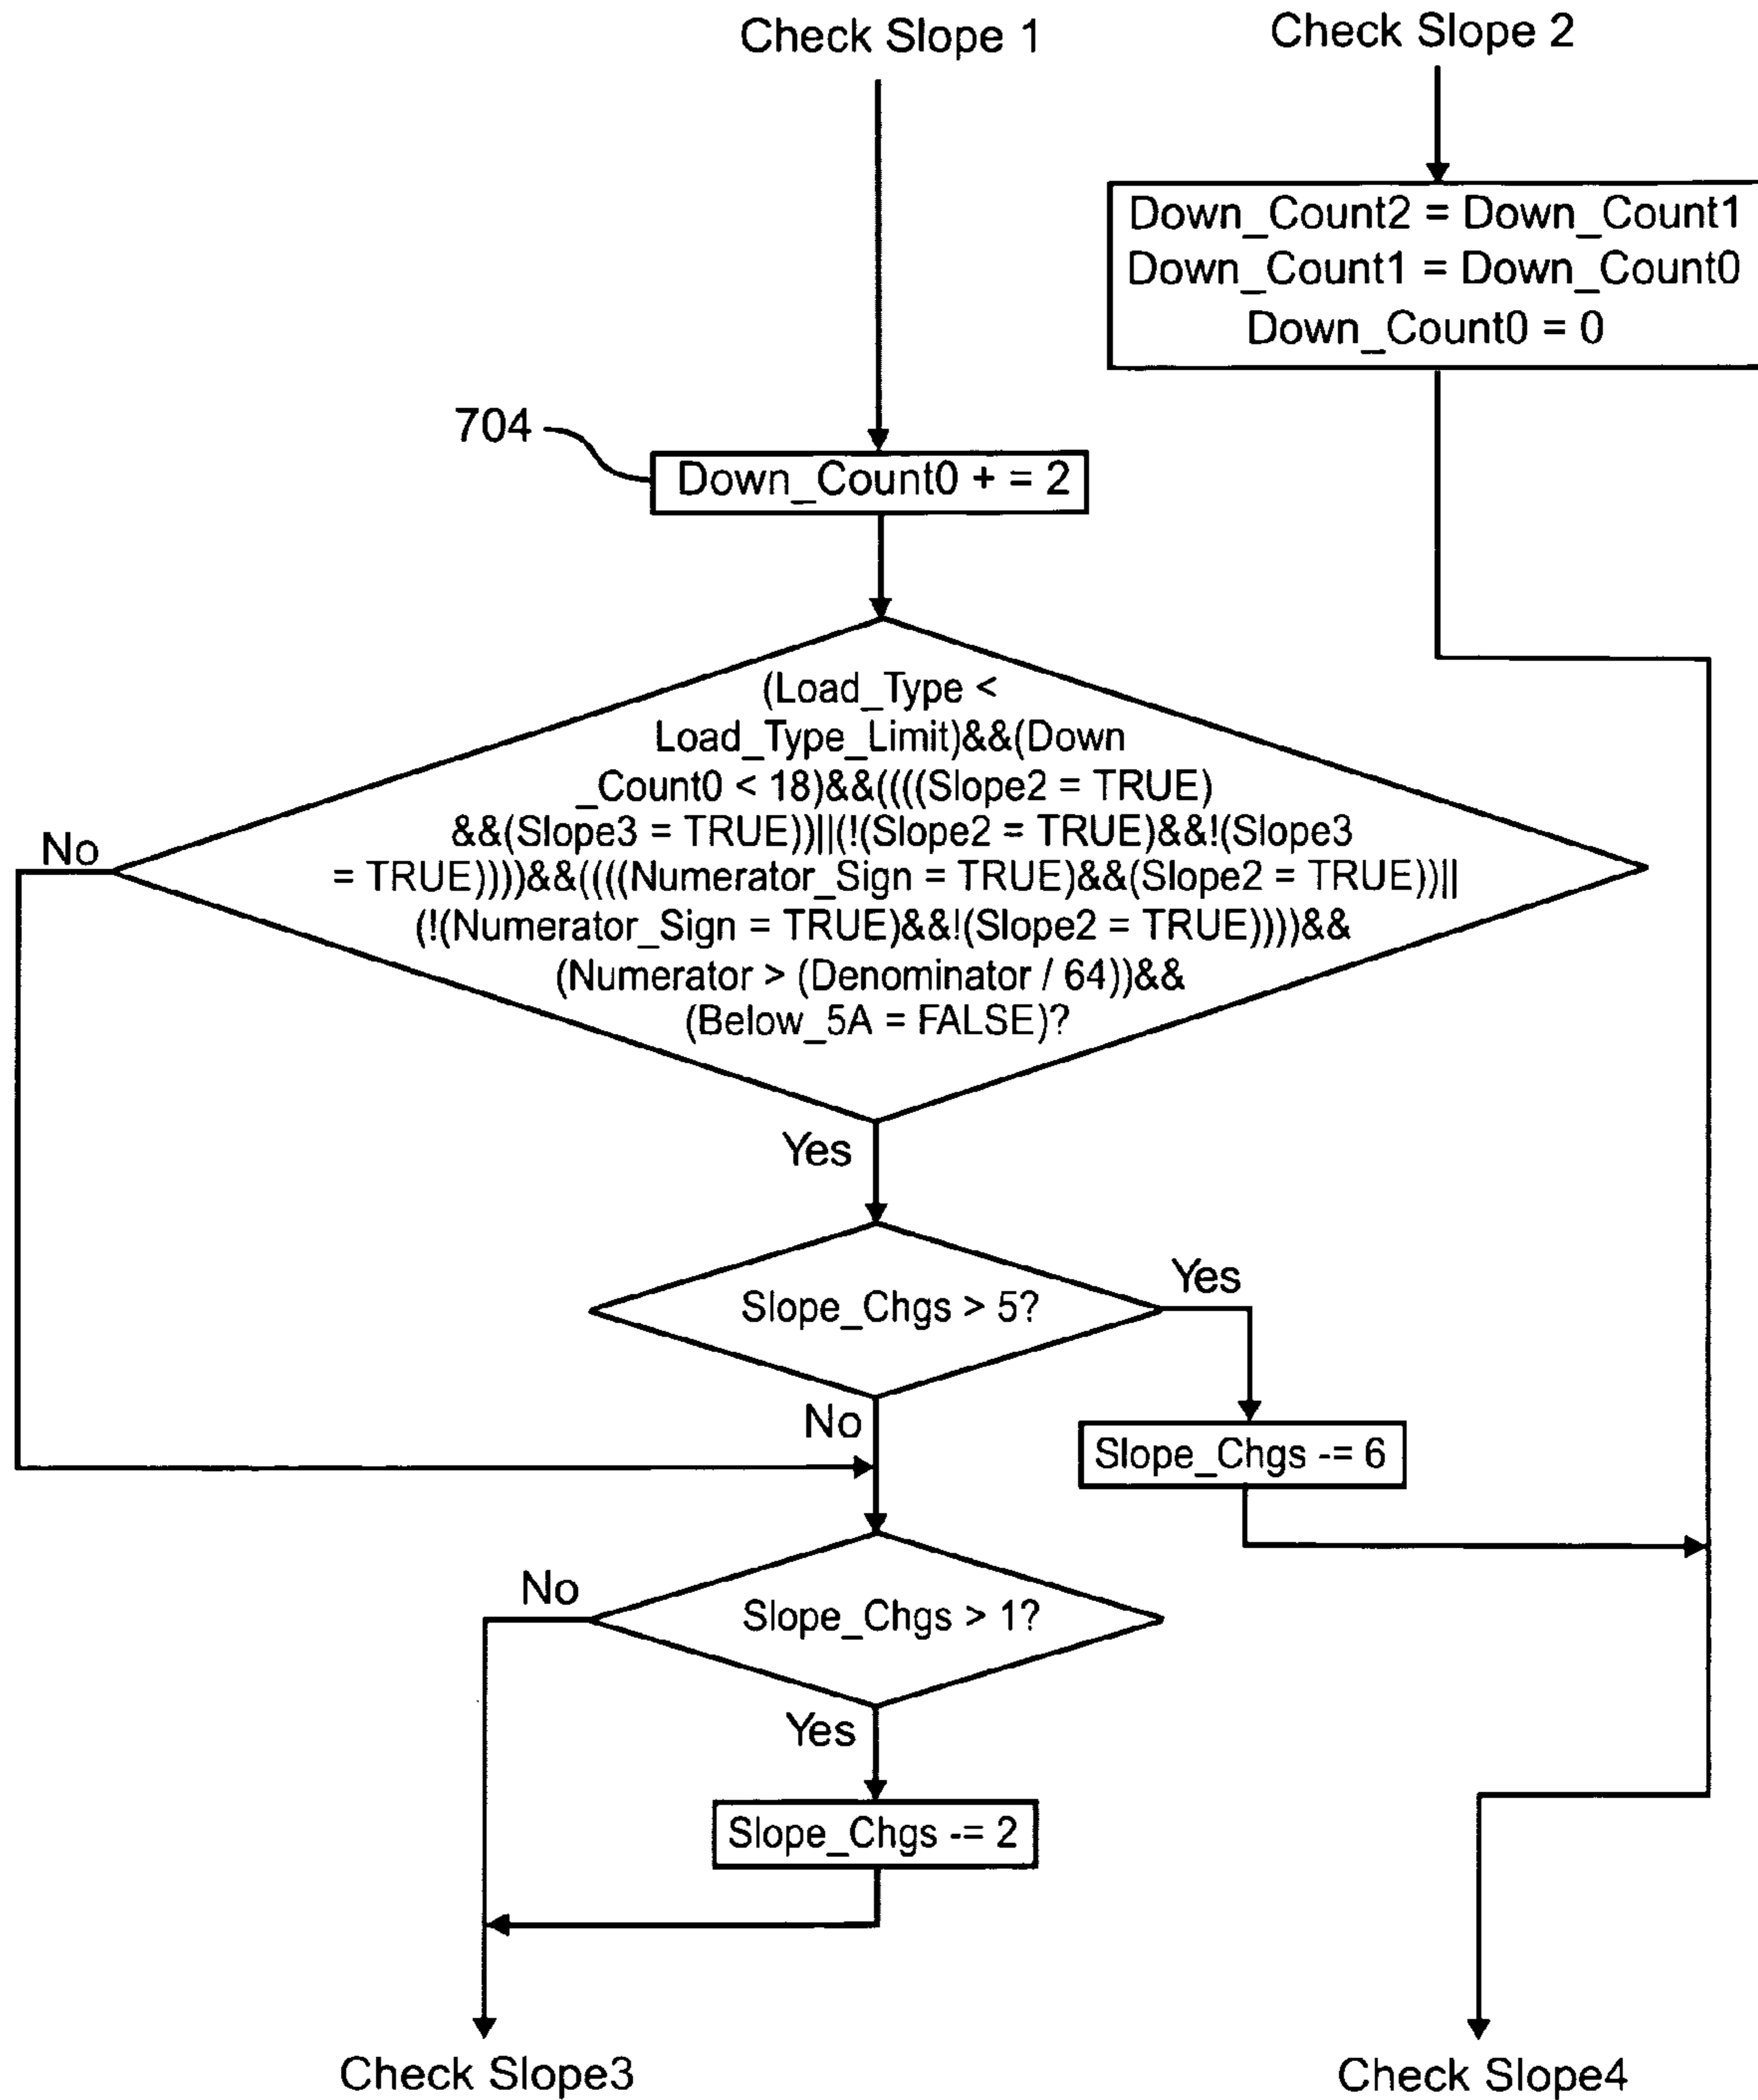 Check Slope 1
Check Slope 2
Down_Count2 = Down_Count1
Down_Count1 = Down_Count0
Down_Count0 = 0
704
Down_Count0 + = 2
(Load_Type <
Load_Type_Limit)&&(Down
_Count0 < 18)&&((((Slope2 = TRUE)
&&(Slope3 = TRUE))||(!(Slope2 = TRUE)&&!(Slope3
= TRUE))))&&((((Numerator_Sign = TRUE)&&(Slope2 = TRUE))||
(!(Numerator_Sign = TRUE)&&!(Slope2 = TRUE))))&&
(Numerator > (Denominator / 64))&&
(Below_5A = FALSE)?
No
Yes
Slope_Chgs > 5?
Yes
No
Slope_Chgs -= 6
No
Slope_Chgs > 1?
Yes
Slope_Chgs -= 2
Check Slope3
Check Slope4